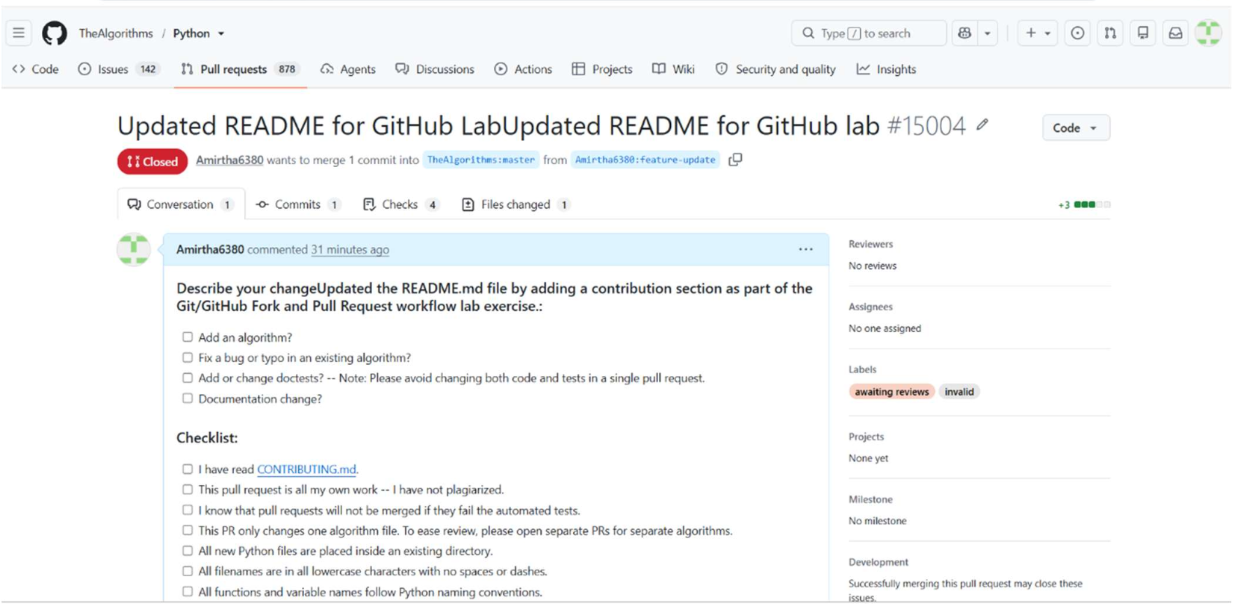 TheAlgorithms / Python
Type / to search
Code Issues 142 Pull requests 878 Agents Discussions Actions Projects Wiki Security and quality Insights
Updated README for GitHub LabUpdated README for GitHub lab #15004
Code
Closed Amirtha6380 wants to merge 1 commit into TheAlgorithms:master from Amirtha6380:feature-update
Conversation 1 Commits 1 Checks 4 Files changed 1
+3
Amirtha6380 commented 31 minutes ago
Describe your changeUpdated the README.md file by adding a contribution section as part of the
Git/GitHub Fork and Pull Request workflow lab exercise.:
Add an algorithm?
Fix a bug or typo in an existing algorithm?
Add or change doctests? -- Note: Please avoid changing both code and tests in a single pull request.
Documentation change?
Checklist:
I have read CONTRIBUTING.md.
This pull request is all my own work -- I have not plagiarized.
I know that pull requests will not be merged if they fail the automated tests.
This PR only changes one algorithm file. To ease review, please open separate PRs for separate algorithms.
All new Python files are placed inside an existing directory.
All filenames are in all lowercase characters with no spaces or dashes.
All functions and variable names follow Python naming conventions.
Reviewers
No reviews
Assignees
No one assigned
Labels
awaiting reviews invalid
Projects
None yet
Milestone
No milestone
Development
Successfully merging this pull request may close these
issues.